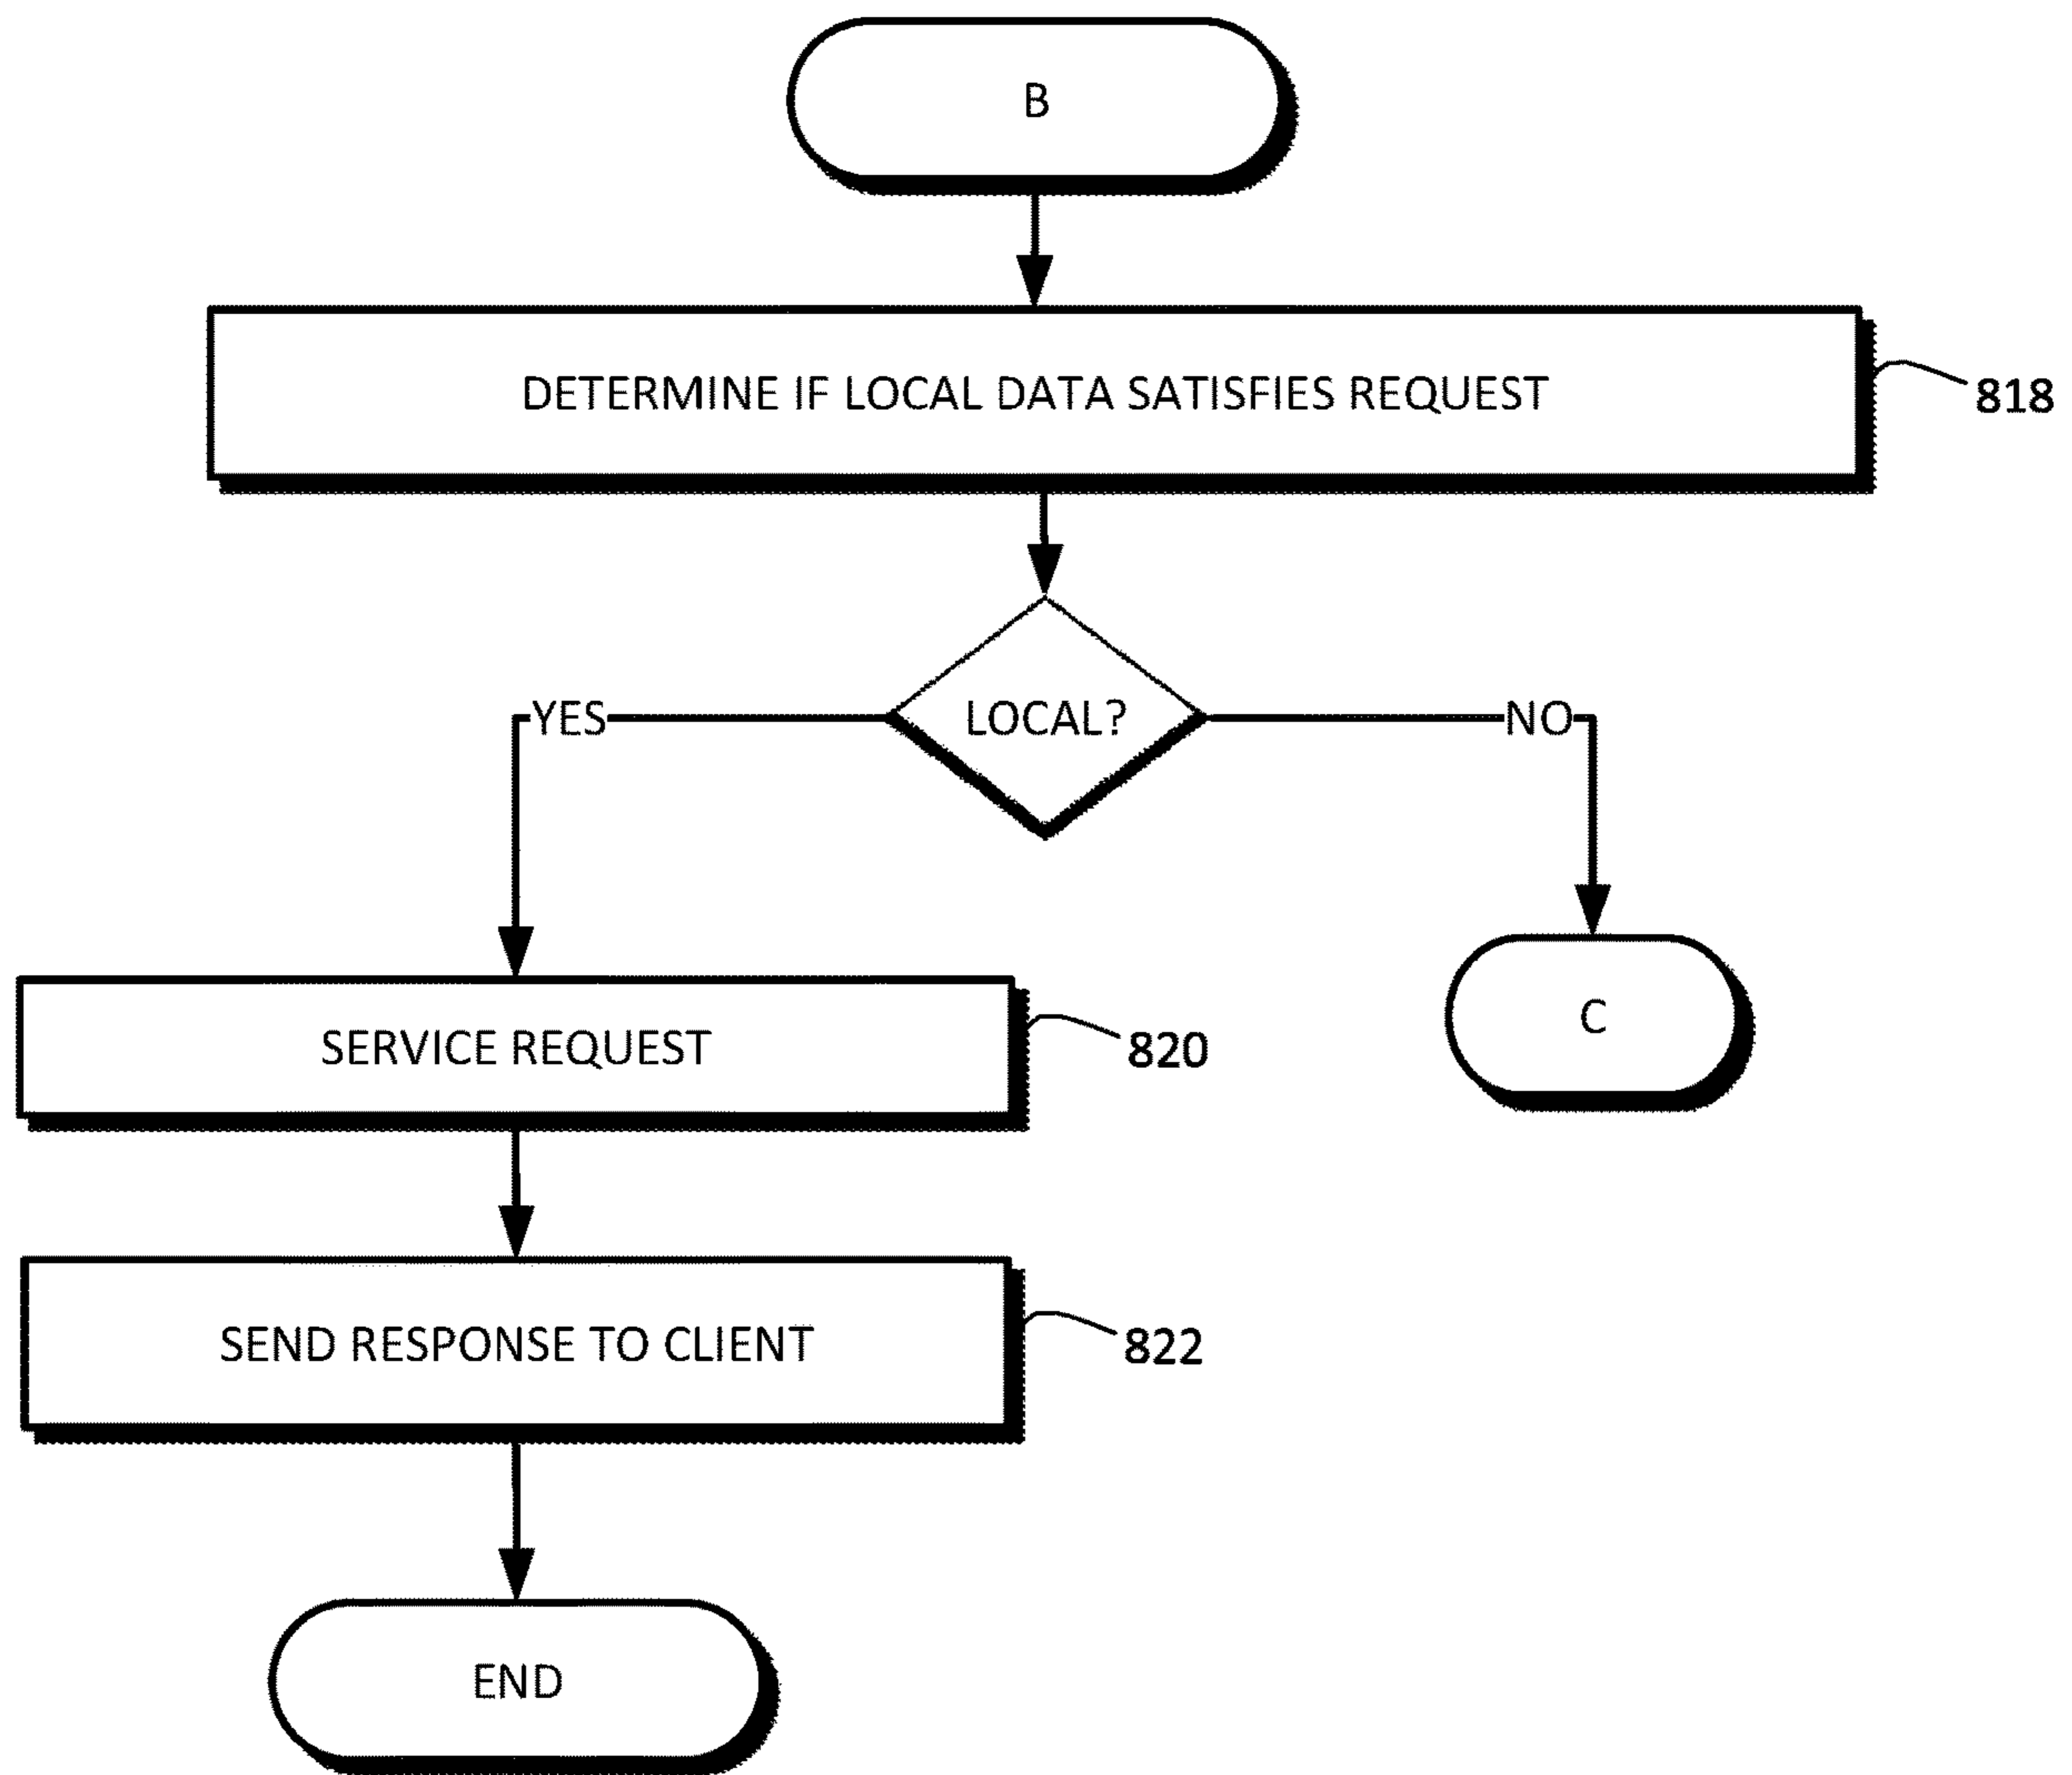 B
DETERMINE IF LOCAL DATA SATISFIES REQUEST
818
LOCAL?
YES
NO
SERVICE REQUEST
820
C
SEND RESPONSE TO CLIENT
822
END